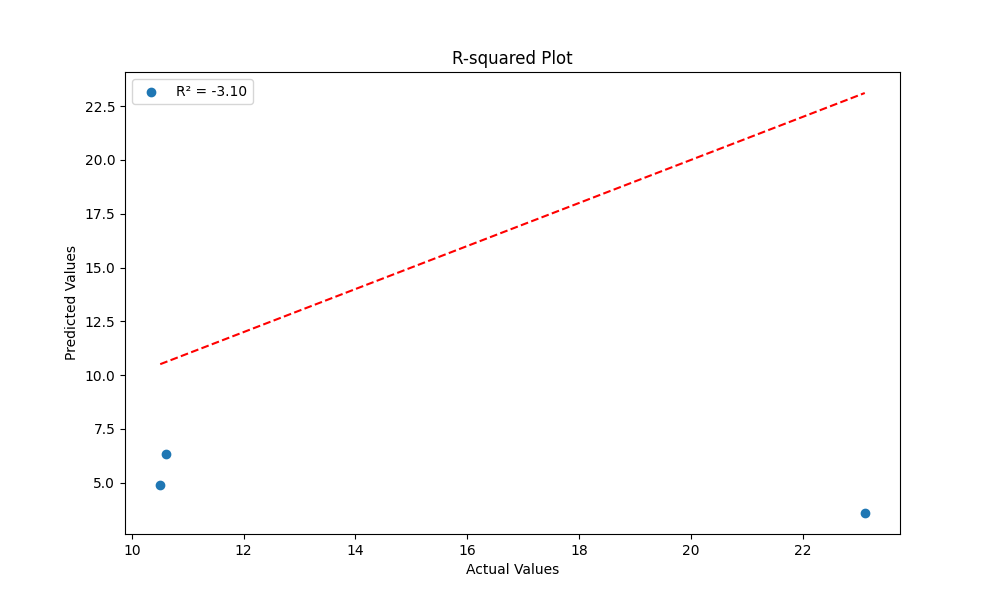 R-squared Plot
R² = -3.10
22.5
20.0
17.5
15.0
12.5
10.0
7.5
5.0
Predicted Values
10 12 14 16 18 20 22
Actual Values